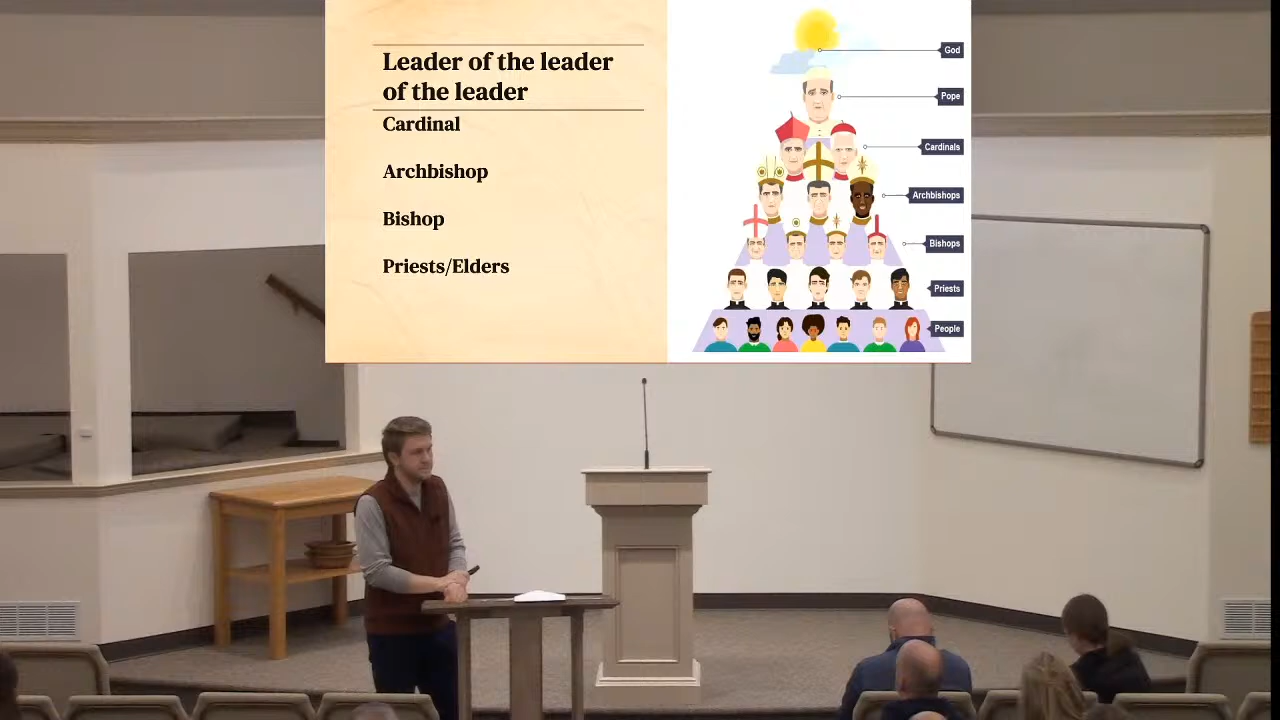 Leader of the leader
of the leader
Cardinal
Archbishop
Bishop
Priests/Elders
God
Pope
Cardinals
Archbishops
Bishops
Priests
People